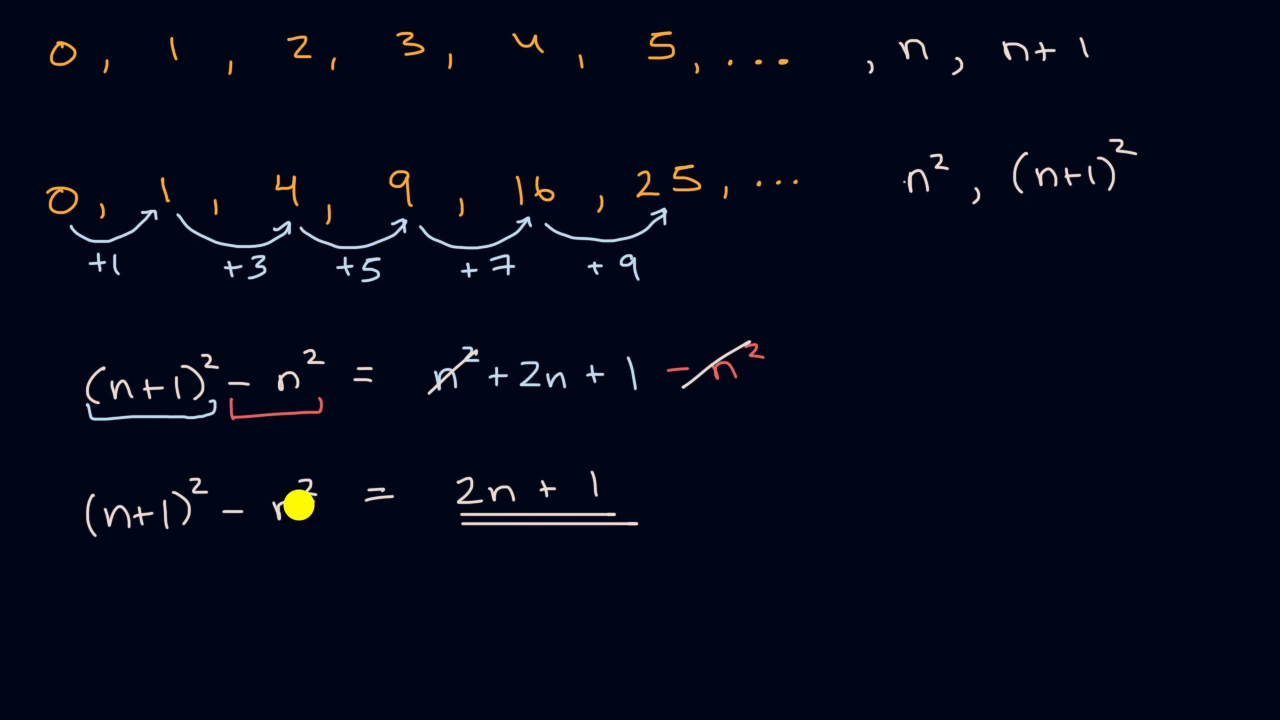 0, 1, 2, 3, 4, 5, ... , n, n+1
0, 1, 4, 9, 16, 25, ... n², (n+1)²
+1 +3 +5 +7 +9
(n+1)² - n² = n² + 2n + 1 - n²
(n+1)² - n² = 2n + 1